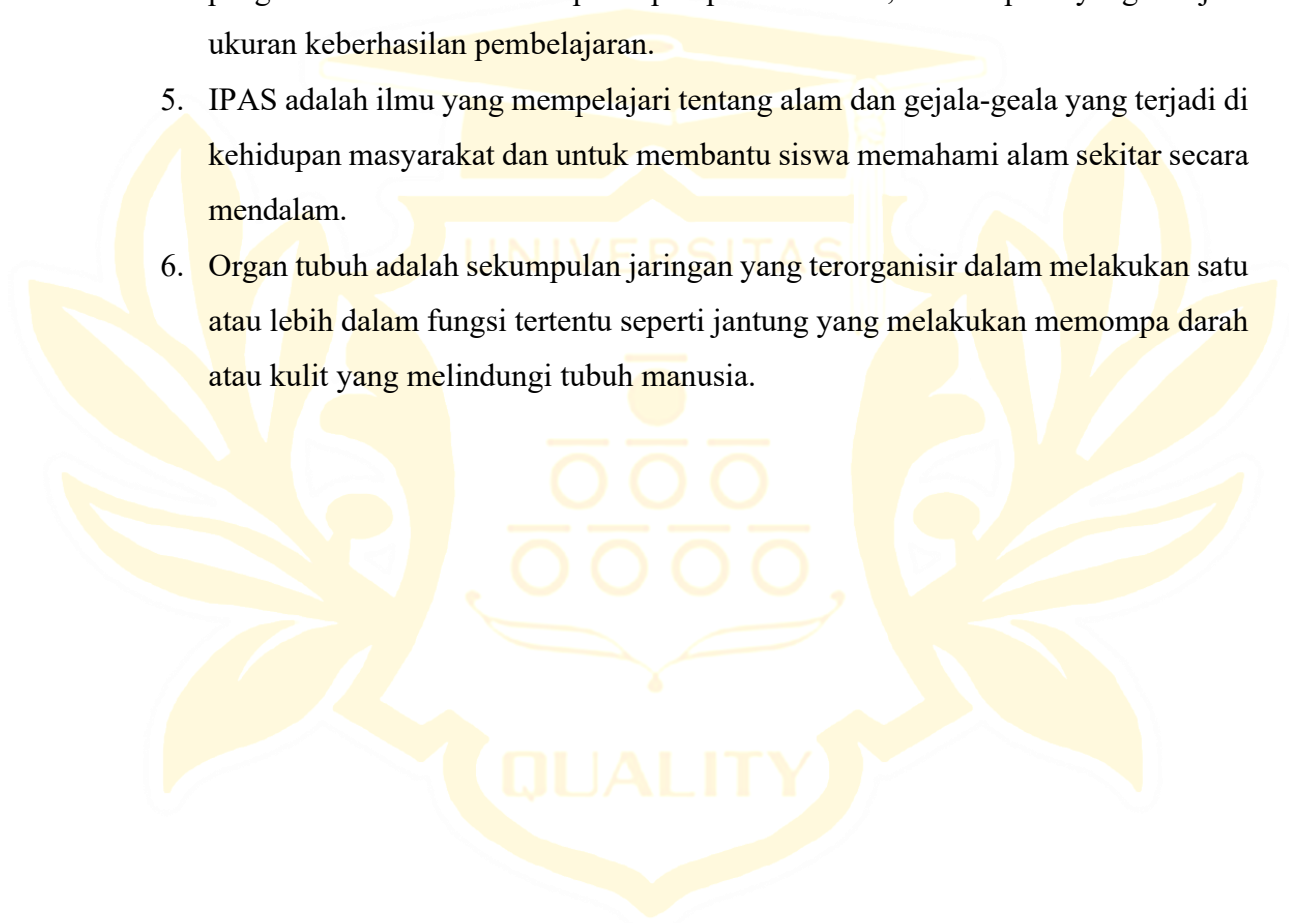 ukuran keberhasilan pembelajaran.
5. IPAS adalah ilmu yang mempelajari tentang alam dan gejala-geala yang terjadi di
kehidupan masyarakat dan untuk membantu siswa memahami alam sekitar secara
mendalam.
UNIVERSITAS
6. Organ tubuh adalah sekumpulan jaringan yang terorganisir dalam melakukan satu
atau lebih dalam fungsi tertentu seperti jantung yang melakukan memompa darah
atau kulit yang melindungi tubuh manusia.
QUALITY